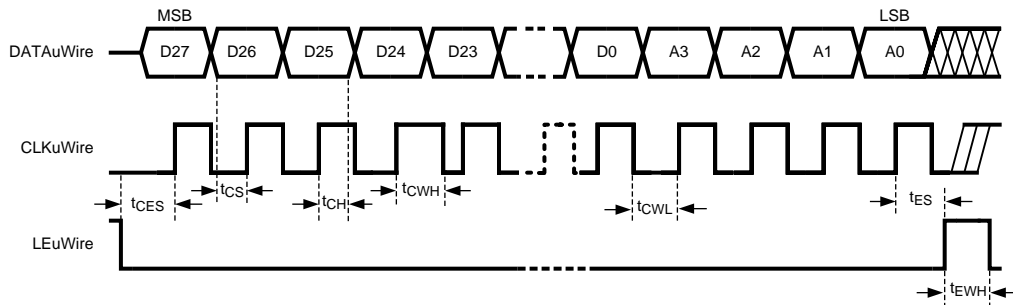 MSB LSB
DATAuWire D27 D26 D25 D24 D23 D0 A3 A2 A1 A0
CLKuWire
tCES tCS tCH tCWH tCWL tES
LEuWire
tEWH